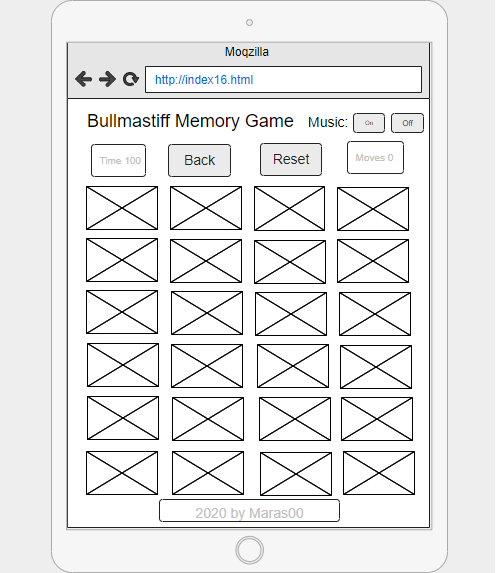 Moqzilla
http://index16.html
Bullmastiff Memory Game Music: On Off
Time 100 Back Reset Moves 0
2020 by Maras00